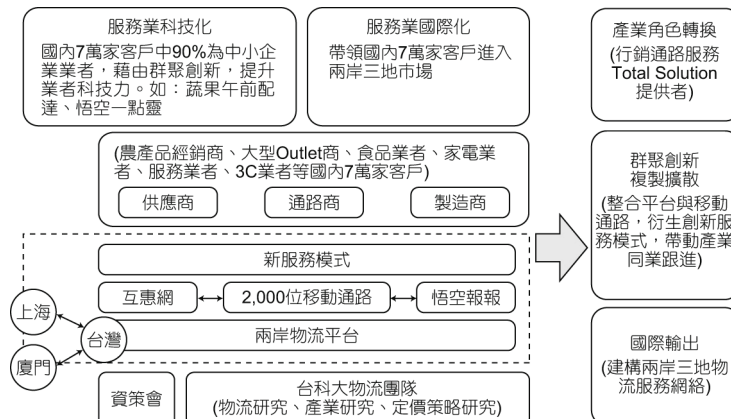 服務業科技化
國內7萬家客戶中90%為中小企
業業者，藉由群聚創新，提升
業者科技力。如：蔬果午前配
達、悟空一點靈
服務業國際化
帶領國內7萬家客戶進入
兩岸三地市場
(農產品經銷商、大型Outlet商、食品業者、家電業
者、服務業者、3C業者等國內7萬家客戶)
供應商
通路商
製造商
新服務模式
互惠網
2,000位移動通路
悟空報報
兩岸物流平台
上海
台灣
廈門
資策會
台科大物流團隊
(物流研究、產業研究、定價策略研究)
產業角色轉換
(行銷通路服務
Total Solution
提供者)
群聚創新
複製擴散
(整合平台與移動
通路，衍生創新服
務模式，帶動產業
同業跟進)
國際輸出
(建構兩岸三地物
流服務網絡)